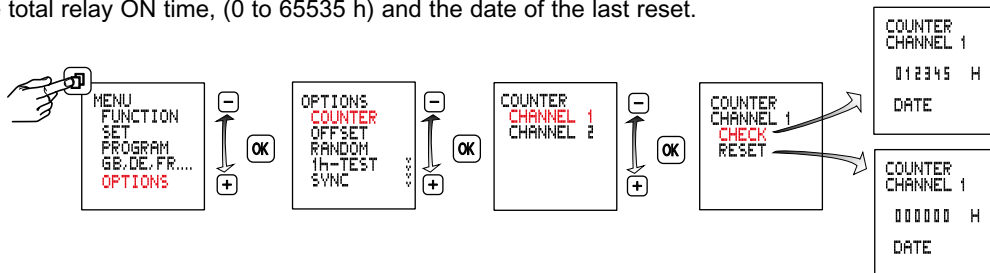 total relay ON time, (0 to 65535 h) and the date of the last reset.
MENU
FUNCTION
SET
PROGRAM
GB,DE,FR....
OPTIONS
−
OK
+
OPTIONS
COUNTER
OFFSET
RANDOM
1h-TEST
SYNC
−
OK
+
COUNTER
CHANNEL 1
CHANNEL 2
−
OK
+
COUNTER
CHANNEL 1
CHECK
RESET
COUNTER
CHANNEL 1
012345 H
DATE
COUNTER
CHANNEL 1
000000 H
DATE